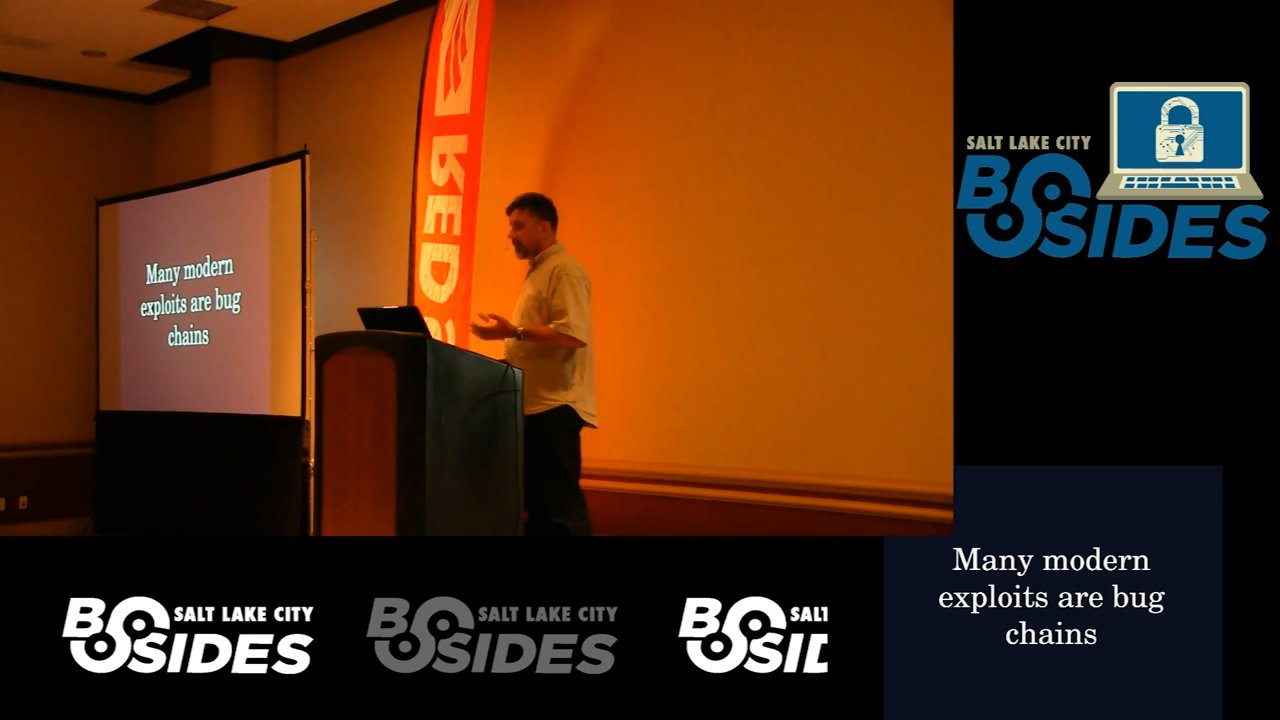 RED
Many modern
exploits are bug
chains
SALT LAKE CITY
BSIDES
Many modern
exploits are bug
chains
BSIDES
SALT LAKE CITY
BSIDES
SALT LAKE CITY